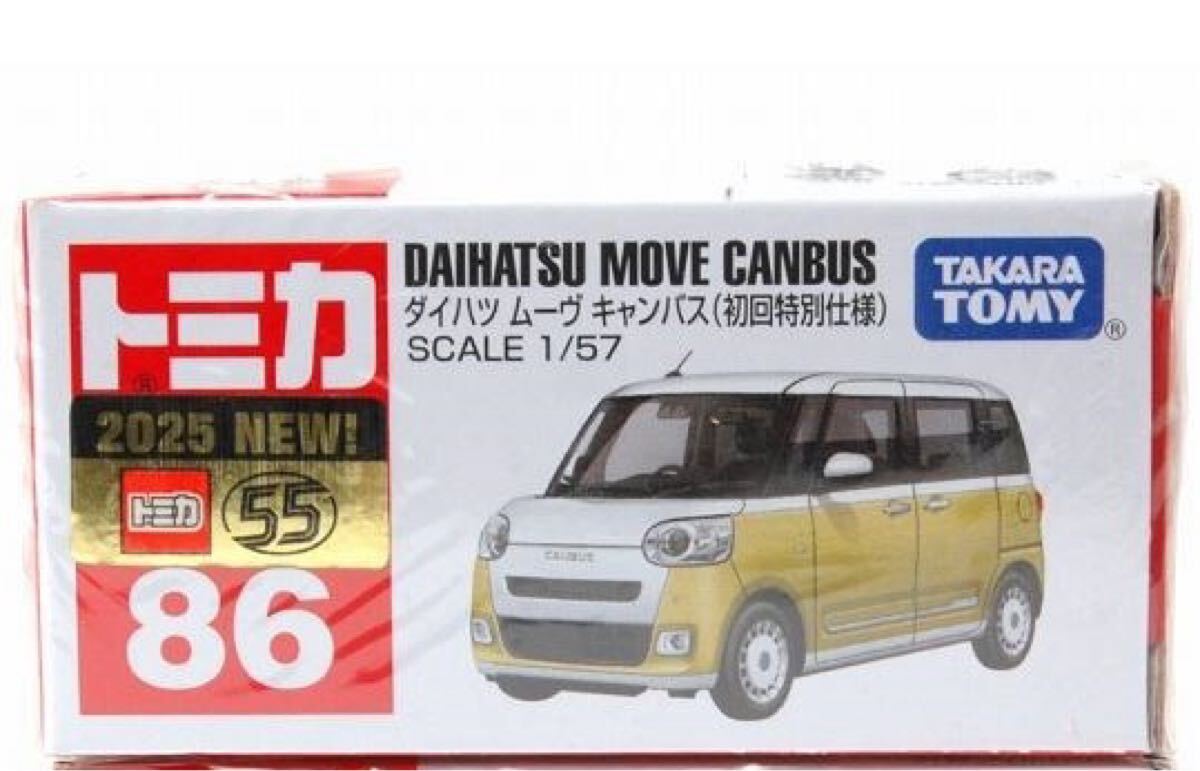 トミカ
®
2025 NEW!
トミカ 55
86
DAIHATSU MOVE CANBUS
ダイハツ ムーヴ キャンバス(初回特別仕様)
SCALE 1/57
TAKARA
TOMY
®
CANBUS